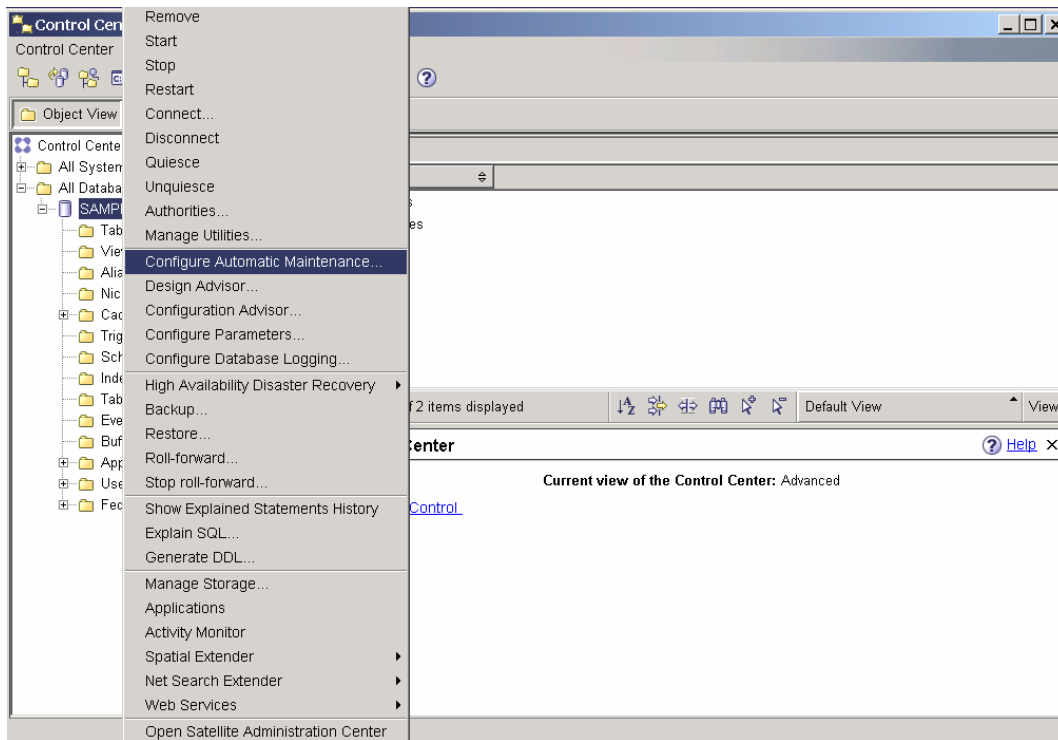 Control Cen
Control Center
Object View
Control Cente
All System
All Databa
SAMP
Tab
Vie
Alia
Nic
Cac
Trig
Sch
Inde
Tab
Eve
Buf
App
Use
Fed
Remove
Start
Stop
Restart
Connect...
Disconnect
Quiesce
Unquiesce
Authorities...
Manage Utilities...
Configure Automatic Maintenance...
Design Advisor...
Configuration Advisor...
Configure Parameters...
Configure Database Logging...
High Availability Disaster Recovery
Backup...
Restore...
Roll-forward...
Stop roll-forward...
Show Explained Statements History
Explain SQL...
Generate DDL...
Manage Storage...
Applications
Activity Monitor
Spatial Extender
Net Search Extender
Web Services
Open Satellite Administration Center
es
2 items displayed
Default View
View
Center
Help
Current view of the Control Center: Advanced
Control